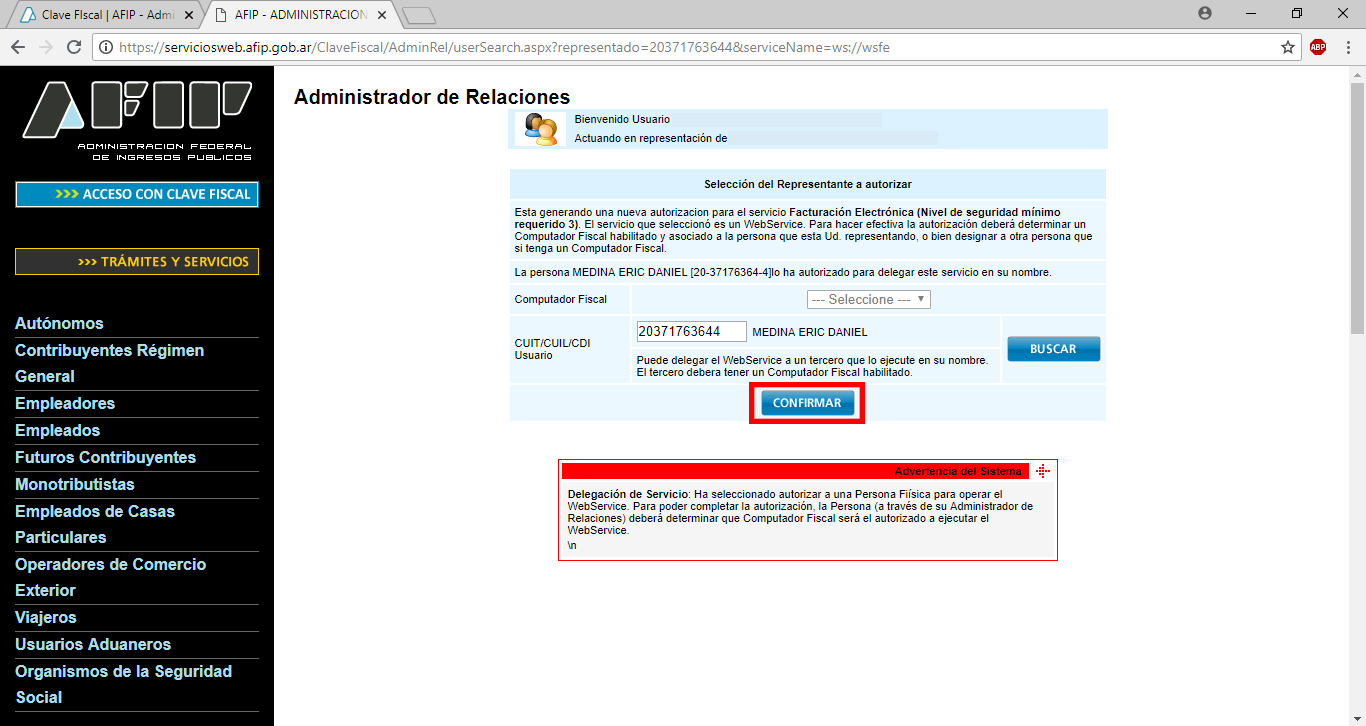 Clave FIscal | AFIP - Admi
AFIP - ADMINISTRACION
https://serviciosweb.afip.gob.ar/ClaveFiscal/AdminRel/userSearch.aspx?representado=20371763644&serviceName=ws://wsfe
ABP
AFIP
ADMINISTRACION FEDERAL
DE INGRESOS PUBLICOS
>>> ACCESO CON CLAVE FISCAL
>>> TRÁMITES Y SERVICIOS
Autónomos
Contribuyentes Régimen
General
Empleadores
Empleados
Futuros Contribuyentes
Monotributistas
Empleados de Casas
Particulares
Operadores de Comercio
Exterior
Viajeros
Usuarios Aduaneros
Organismos de la Seguridad
Social
Administrador de Relaciones
Bienvenido Usuario
Actuando en representación de
Selección del Representante a autorizar
Esta generando una nueva autorizacion para el servicio Facturación Electrónica (Nivel de seguridad mínimo
requerido 3). El servicio que seleccionó es un WebService. Para hacer efectiva la autorización deberá determinar un
Computador Fiscal habilitado y asociado a la persona que esta Ud. representando, o bien designar a otra persona que
si tenga un Computador Fiscal.
La persona MEDINA ERIC DANIEL [20-37176364-4]lo ha autorizado para delegar este servicio en su nombre.
Computador Fiscal
--- Seleccione ---
CUIT/CUIL/CDI
Usuario
20371763644 MEDINA ERIC DANIEL
Puede delegar el WebService a un tercero que lo ejecute en su nombre.
El tercero debera tener un Computador Fiscal habilitado.
BUSCAR
CONFIRMAR
Advertencia del Sistema
Delegación de Servicio: Ha seleccionado autorizar a una Persona Fiísica para operar el
WebService. Para poder completar la autorización, la Persona (a través de su Administrador de
Relaciones) deberá determinar que Computador Fiscal será el autorizado a ejecutar el
WebService.
\n